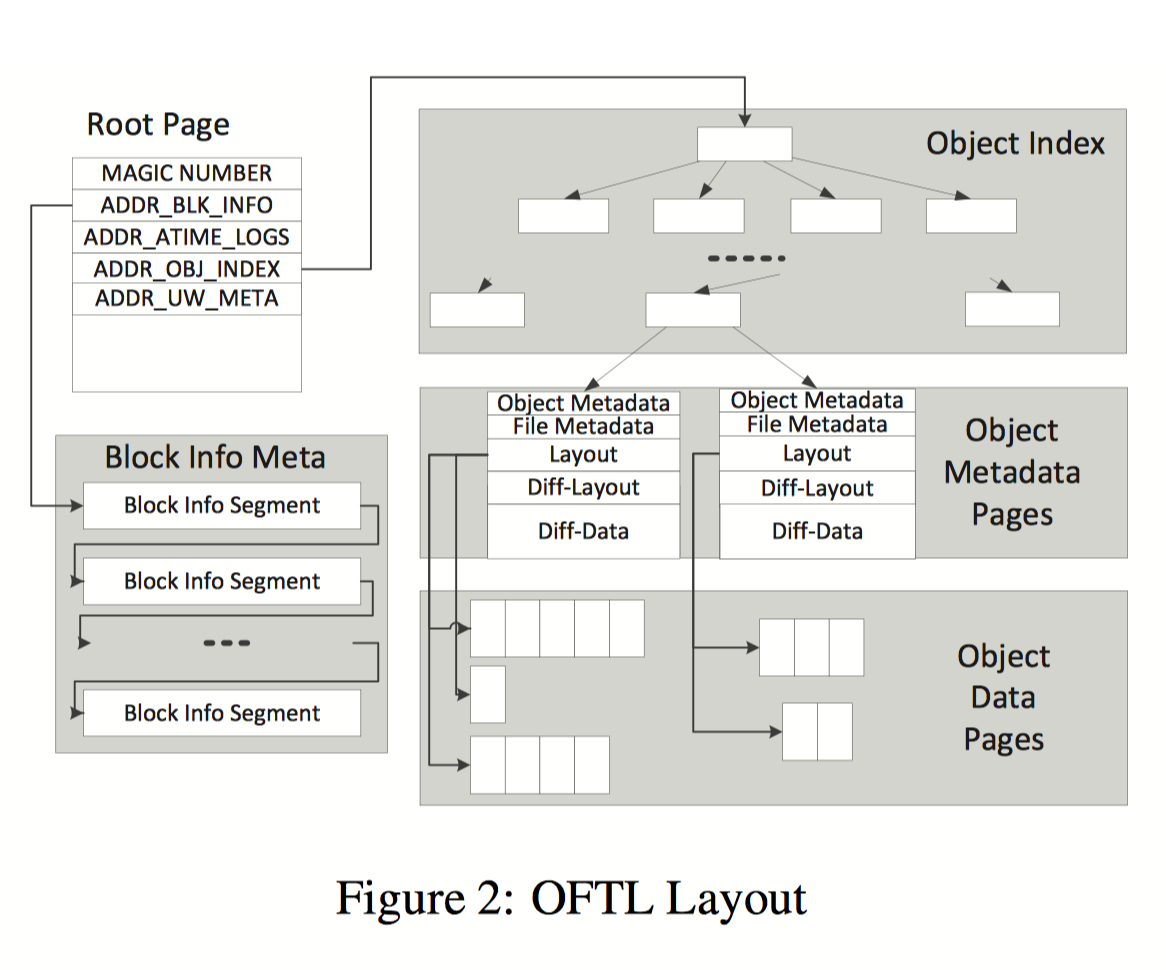 Root Page
MAGIC NUMBER
ADDR_BLK_INFO
ADDR_ATIME_LOGS
ADDR_OBJ_INDEX
ADDR_UW_META
Block Info Meta
Block Info Segment
Block Info Segment
Block Info Segment
Object Index
Object Metadata
File Metadata
Layout
Diff-Layout
Diff-Data
Object Metadata
File Metadata
Layout
Diff-Layout
Diff-Data
Object
Metadata
Pages
Object
Data
Pages
Figure 2: OFTL Layout